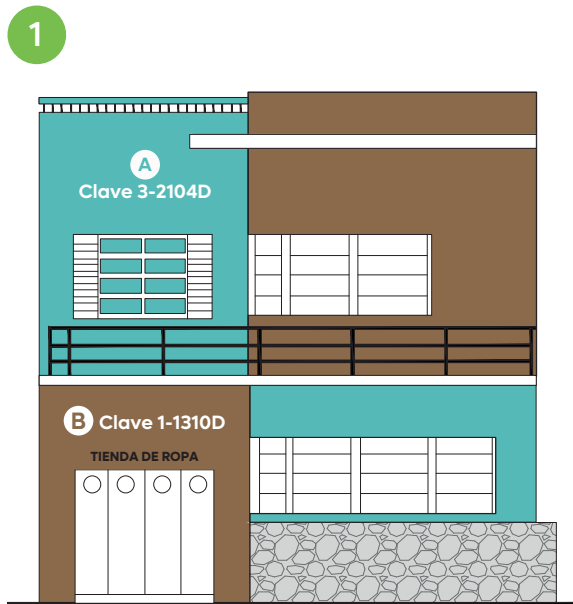 1
A
Clave 3-2104D
B Clave 1-1310D
TIENDA DE ROPA